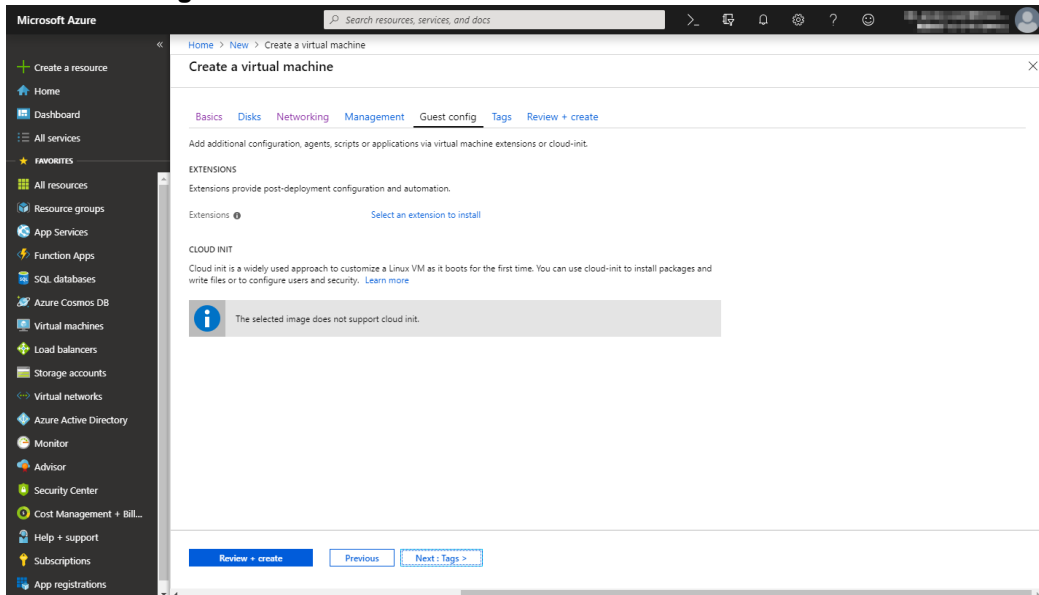 Microsoft Azure
Search resources, services, and docs
Home > New > Create a virtual machine
Create a resource
Home
Dashboard
All services
FAVORITES
All resources
Resource groups
App Services
Function Apps
SQL databases
Azure Cosmos DB
Virtual machines
Load balancers
Storage accounts
Virtual networks
Azure Active Directory
Monitor
Advisor
Security Center
Cost Management + Bill...
Help + support
Subscriptions
App registrations
Create a virtual machine
Basics Disks Networking Management Guest config Tags Review + create
Add additional configuration, agents, scripts or applications via virtual machine extensions or cloud-init.
EXTENSIONS
Extensions provide post-deployment configuration and automation.
Extensions Select an extension to install
CLOUD INIT
Cloud init is a widely used approach to customize a Linux VM as it boots for the first time. You can use cloud-init to install packages and
write files or to configure users and security. Learn more
The selected image does not support cloud init.
Review + create Previous Next : Tags >